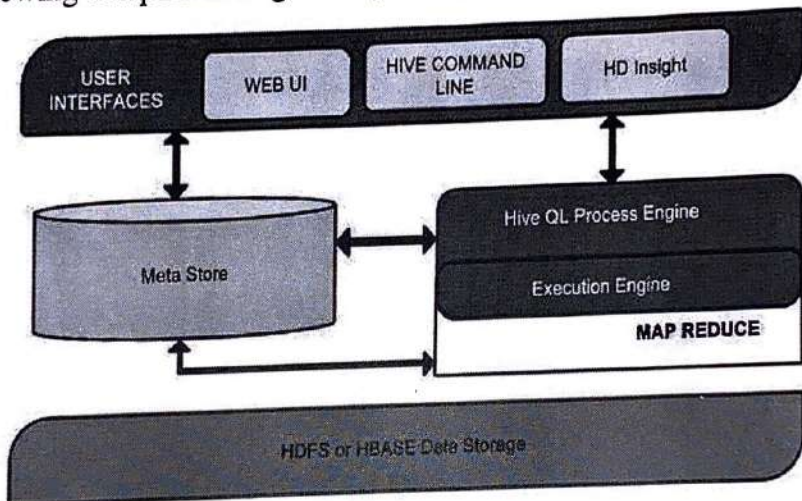 USER
INTERFACES
WEB UI
HIVE COMMAND
LINE
HD Insight
Meta Store
Hive QL Process Engine
Execution Engine
MAP REDUCE
HDFS or HBASE Data Storage